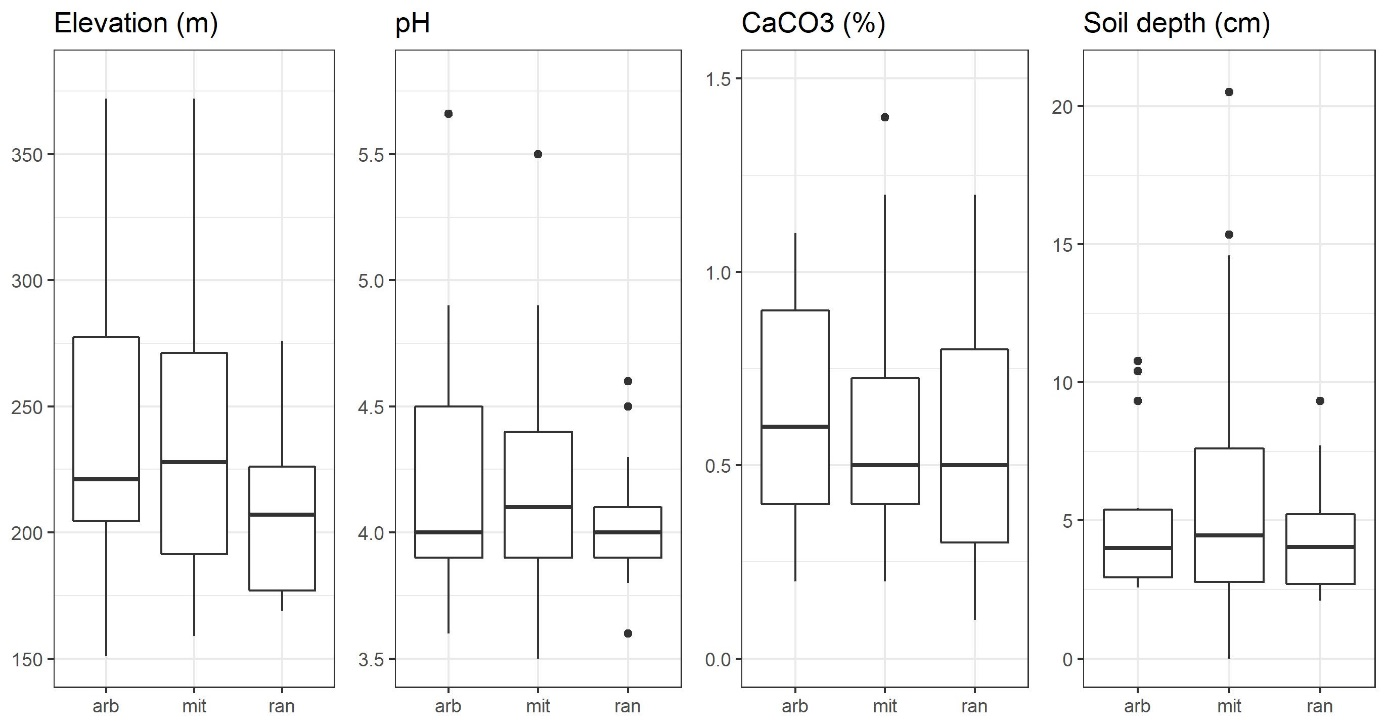 Elevation (m)
350
300
250
200
150
arb mit ran
pH
5.5
5.0
4.5
4.0
3.5
arb mit ran
CaCO3 (%)
1.5
1.0
0.5
0.0
arb mit ran
Soil depth (cm)
20
15
10
5
0
arb mit ran